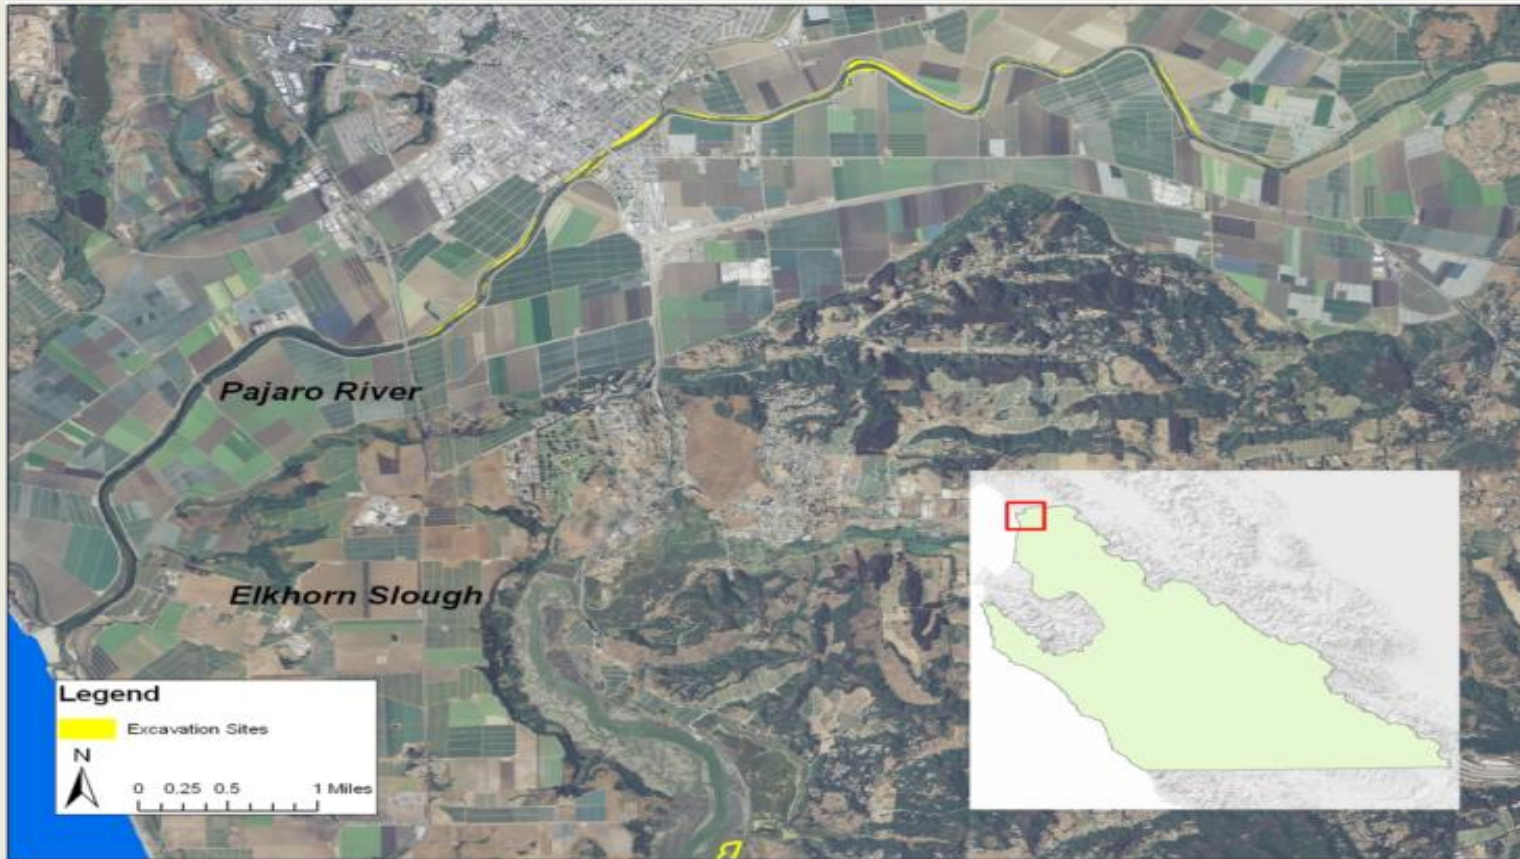 Pajaro River
Elkhorn Slough
Legend
Excavation Sites
N
0 0.25 0.5 1 Miles